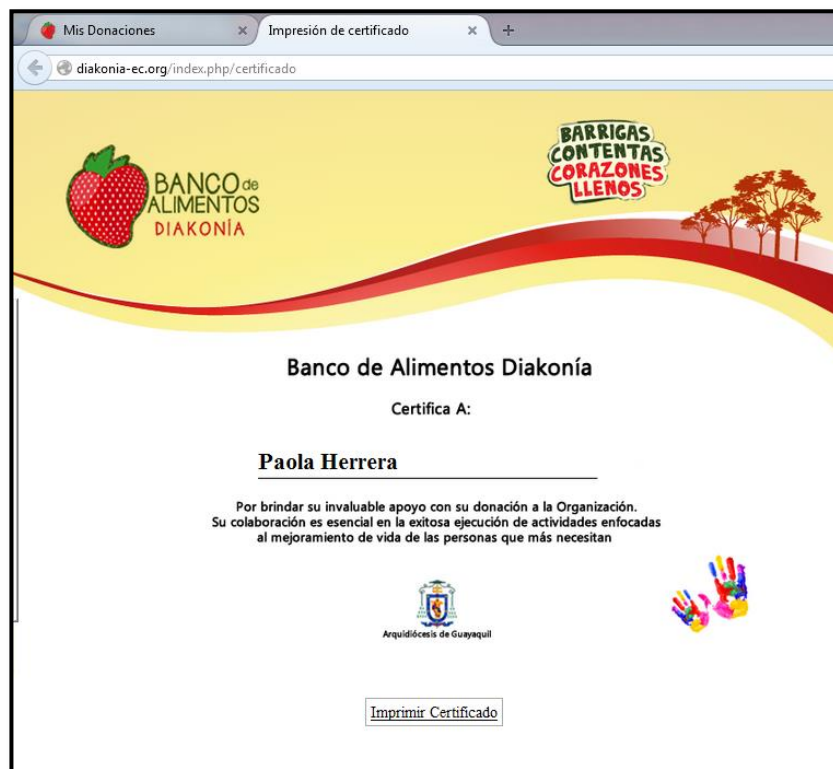 Mis Donaciones
Impresión de certificado
diakonia-ec.org/index.php/certificado
BANCO de
ALIMENTOS
DIAKONÍA
BARRIGAS
CONTENTAS
CORAZONES
LLENOS
Banco de Alimentos Diakonía
Certifica A:
Paola Herrera
Por brindar su invaluable apoyo con su donación a la Organización.
Su colaboración es esencial en la exitosa ejecución de actividades enfocadas
al mejoramiento de vida de las personas que más necesitan
Arquidiócesis de Guayaquil
Imprimir Certificado